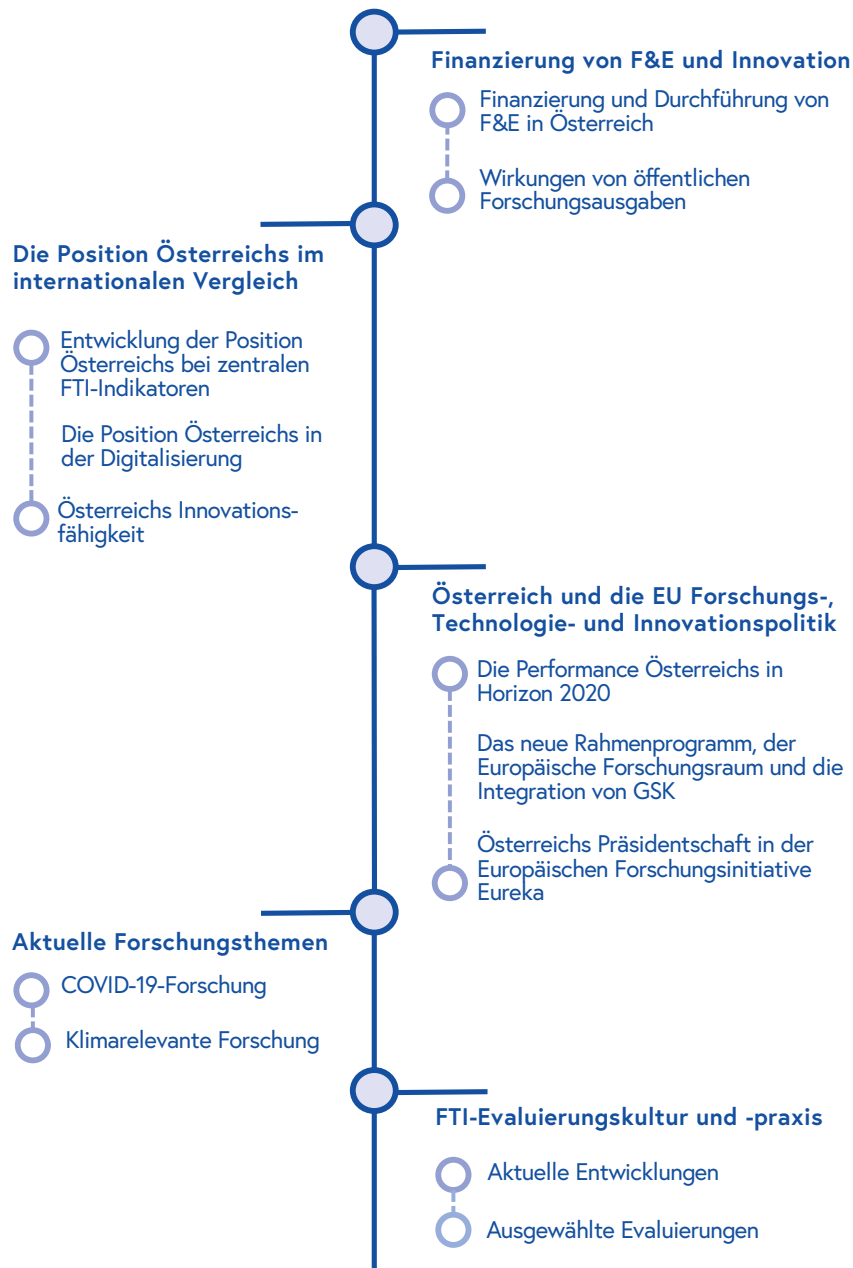 Finanzierung von F&E und Innovation
Finanzierung und Durchführung von
F&E in Österreich
Wirkungen von öffentlichen
Forschungsausgaben
Die Position Österreichs im
internationalen Vergleich
Entwicklung der Position
Österreichs bei zentralen
FTI-Indikatoren
Die Position Österreichs in
der Digitalisierung
Österreichs Innovations-
fähigkeit
Österreich und die EU Forschungs-,
Technologie- und Innovationspolitik
Die Performance Österreichs in
Horizon 2020
Das neue Rahmenprogramm, der
Europäische Forschungsraum und die
Integration von GSK
Österreichs Präsidentschaft in der
Europäischen Forschungsinitiative
Eureka
Aktuelle Forschungsthemen
COVID-19-Forschung
Klimarelevante Forschung
FTI-Evaluierungskultur und -praxis
Aktuelle Entwicklungen
Ausgewählte Evaluierungen